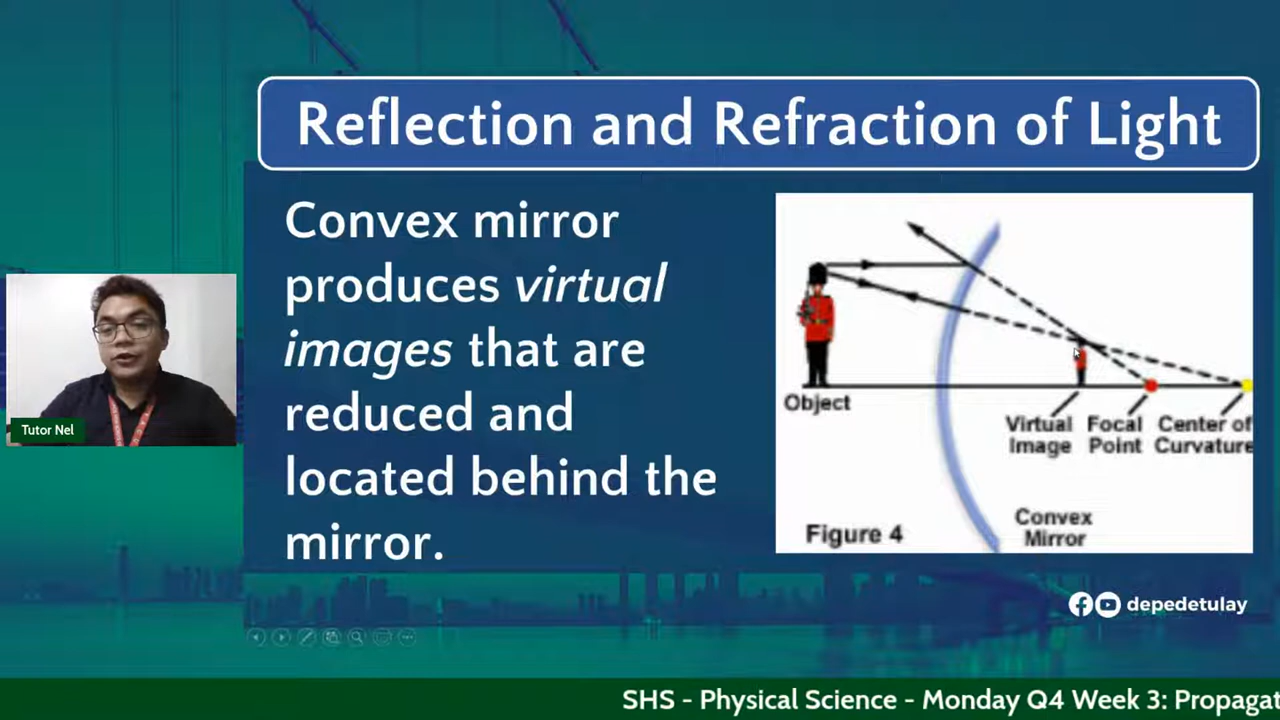 Reflection and Refraction of Light
Convex mirror
produces virtual
images that are
reduced and
located behind the
mirror.
Object
Virtual Image
Focal Point
Center of Curvature
Convex Mirror
Figure 4
Tutor Nel
depedetulay
SHS - Physical Science - Monday Q4 Week 3: Propagat